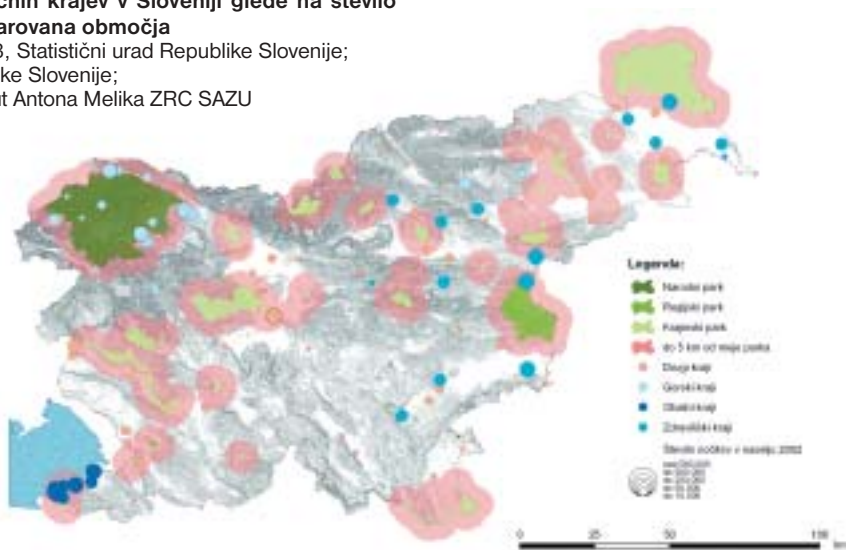 čnih krajev v Sloveniji glede na število
arovana območja
3, Statistični urad Republike Slovenije;
ke Slovenije;
ut Antona Melika ZRC SAZU
Legenda:
Narodni park
Regijski park
Krajinski park
do 5 km od meja parka
Drugi kraji
Gorski kraji
Obalni kraji
Zdraviliški kraji
Število nočitev v naselju, 2002
0 25 50 100
km